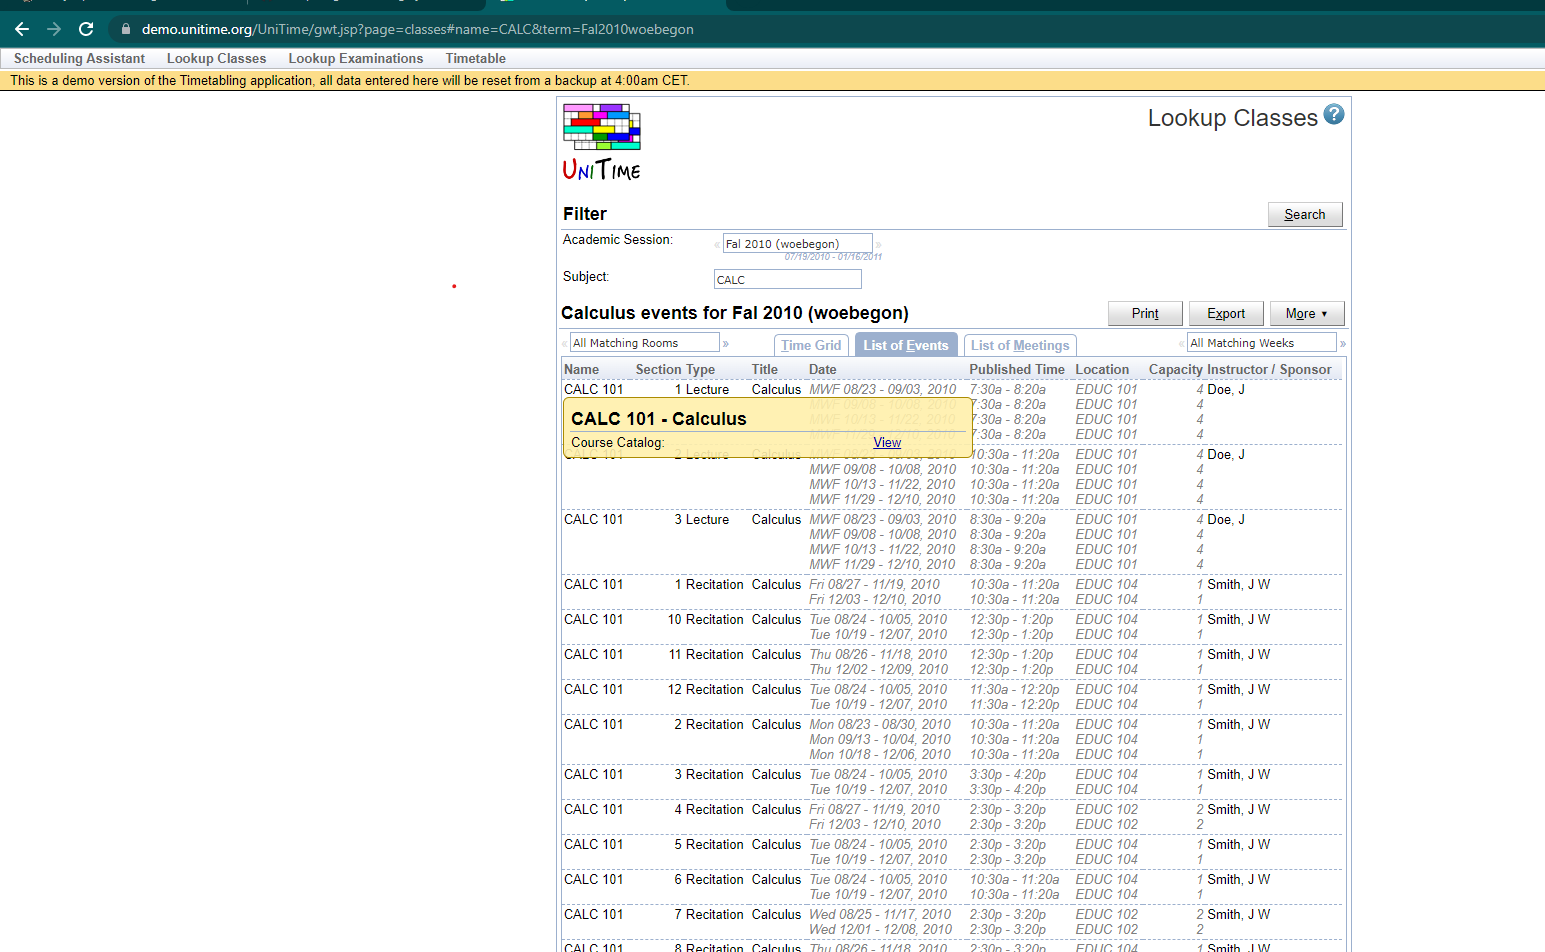 demo.unitime.org/UniTime/gwt.jsp?page=classes#name=CALC&term=Fal2010woebegon
Scheduling Assistant Lookup Classes Lookup Examinations Timetable
This is a demo version of the Timetabling application, all data entered here will be reset from a backup at 4:00am CET.
UniTime
Lookup Classes ?
Filter
Search
Academic Session: « Fal 2010 (woebegon) »
07/19/2010 - 01/16/2011
Subject: CALC
Calculus events for Fal 2010 (woebegon) Print Export More ▼
« All Matching Rooms » Time Grid List of Events List of Meetings « All Matching Weeks »
Name Section Type Title Date Published Time Location Capacity Instructor / Sponsor
CALC 101 1 Lecture Calculus MWF 08/23 - 09/03, 2010 7:30a - 8:20a EDUC 101 4 Doe, J
MWF 09/08 - 10/08, 2010 7:30a - 8:20a EDUC 101 4
MWF 10/13 - 11/22, 2010 7:30a - 8:20a EDUC 101 4
MWF 11/29 - 12/10, 2010 7:30a - 8:20a EDUC 101 4
CALC 101 - Calculus
Course Catalog: View
CALC 101 2 Lecture Calculus MWF 08/23 - 09/03, 2010 10:30a - 11:20a EDUC 101 4 Doe, J
MWF 09/08 - 10/08, 2010 10:30a - 11:20a EDUC 101 4
MWF 10/13 - 11/22, 2010 10:30a - 11:20a EDUC 101 4
MWF 11/29 - 12/10, 2010 10:30a - 11:20a EDUC 101 4
CALC 101 3 Lecture Calculus MWF 08/23 - 09/03, 2010 8:30a - 9:20a EDUC 101 4 Doe, J
MWF 09/08 - 10/08, 2010 8:30a - 9:20a EDUC 101 4
MWF 10/13 - 11/22, 2010 8:30a - 9:20a EDUC 101 4
MWF 11/29 - 12/10, 2010 8:30a - 9:20a EDUC 101 4
CALC 101 1 Recitation Calculus Fri 08/27 - 11/19, 2010 10:30a - 11:20a EDUC 104 1 Smith, J W
Fri 12/03 - 12/10, 2010 10:30a - 11:20a EDUC 104 1
CALC 101 10 Recitation Calculus Tue 08/24 - 10/05, 2010 12:30p - 1:20p EDUC 104 1 Smith, J W
Tue 10/19 - 12/07, 2010 12:30p - 1:20p EDUC 104 1
CALC 101 11 Recitation Calculus Thu 08/26 - 11/18, 2010 12:30p - 1:20p EDUC 104 1 Smith, J W
Thu 12/02 - 12/09, 2010 12:30p - 1:20p EDUC 104 1
CALC 101 12 Recitation Calculus Tue 08/24 - 10/05, 2010 11:30a - 12:20p EDUC 104 1 Smith, J W
Tue 10/19 - 12/07, 2010 11:30a - 12:20p EDUC 104 1
CALC 101 2 Recitation Calculus Mon 08/23 - 08/30, 2010 10:30a - 11:20a EDUC 104 1 Smith, J W
Mon 09/13 - 10/04, 2010 10:30a - 11:20a EDUC 104 1
Mon 10/18 - 12/06, 2010 10:30a - 11:20a EDUC 104 1
CALC 101 3 Recitation Calculus Tue 08/24 - 10/05, 2010 3:30p - 4:20p EDUC 104 1 Smith, J W
Tue 10/19 - 12/07, 2010 3:30p - 4:20p EDUC 104 1
CALC 101 4 Recitation Calculus Fri 08/27 - 11/19, 2010 2:30p - 3:20p EDUC 102 2 Smith, J W
Fri 12/03 - 12/10, 2010 2:30p - 3:20p EDUC 102 2
CALC 101 5 Recitation Calculus Tue 08/24 - 10/05, 2010 2:30p - 3:20p EDUC 104 1 Smith, J W
Tue 10/19 - 12/07, 2010 2:30p - 3:20p EDUC 104 1
CALC 101 6 Recitation Calculus Tue 08/24 - 10/05, 2010 10:30a - 11:20a EDUC 104 1 Smith, J W
Tue 10/19 - 12/07, 2010 10:30a - 11:20a EDUC 104 1
CALC 101 7 Recitation Calculus Wed 08/25 - 11/17, 2010 2:30p - 3:20p EDUC 102 2 Smith, J W
Wed 12/01 - 12/08, 2010 2:30p - 3:20p EDUC 102 2
CALC 101 8 Recitation Calculus Thu 08/26 - 11/18, 2010 2:30p - 3:20p EDUC 104 1 Smith, J W